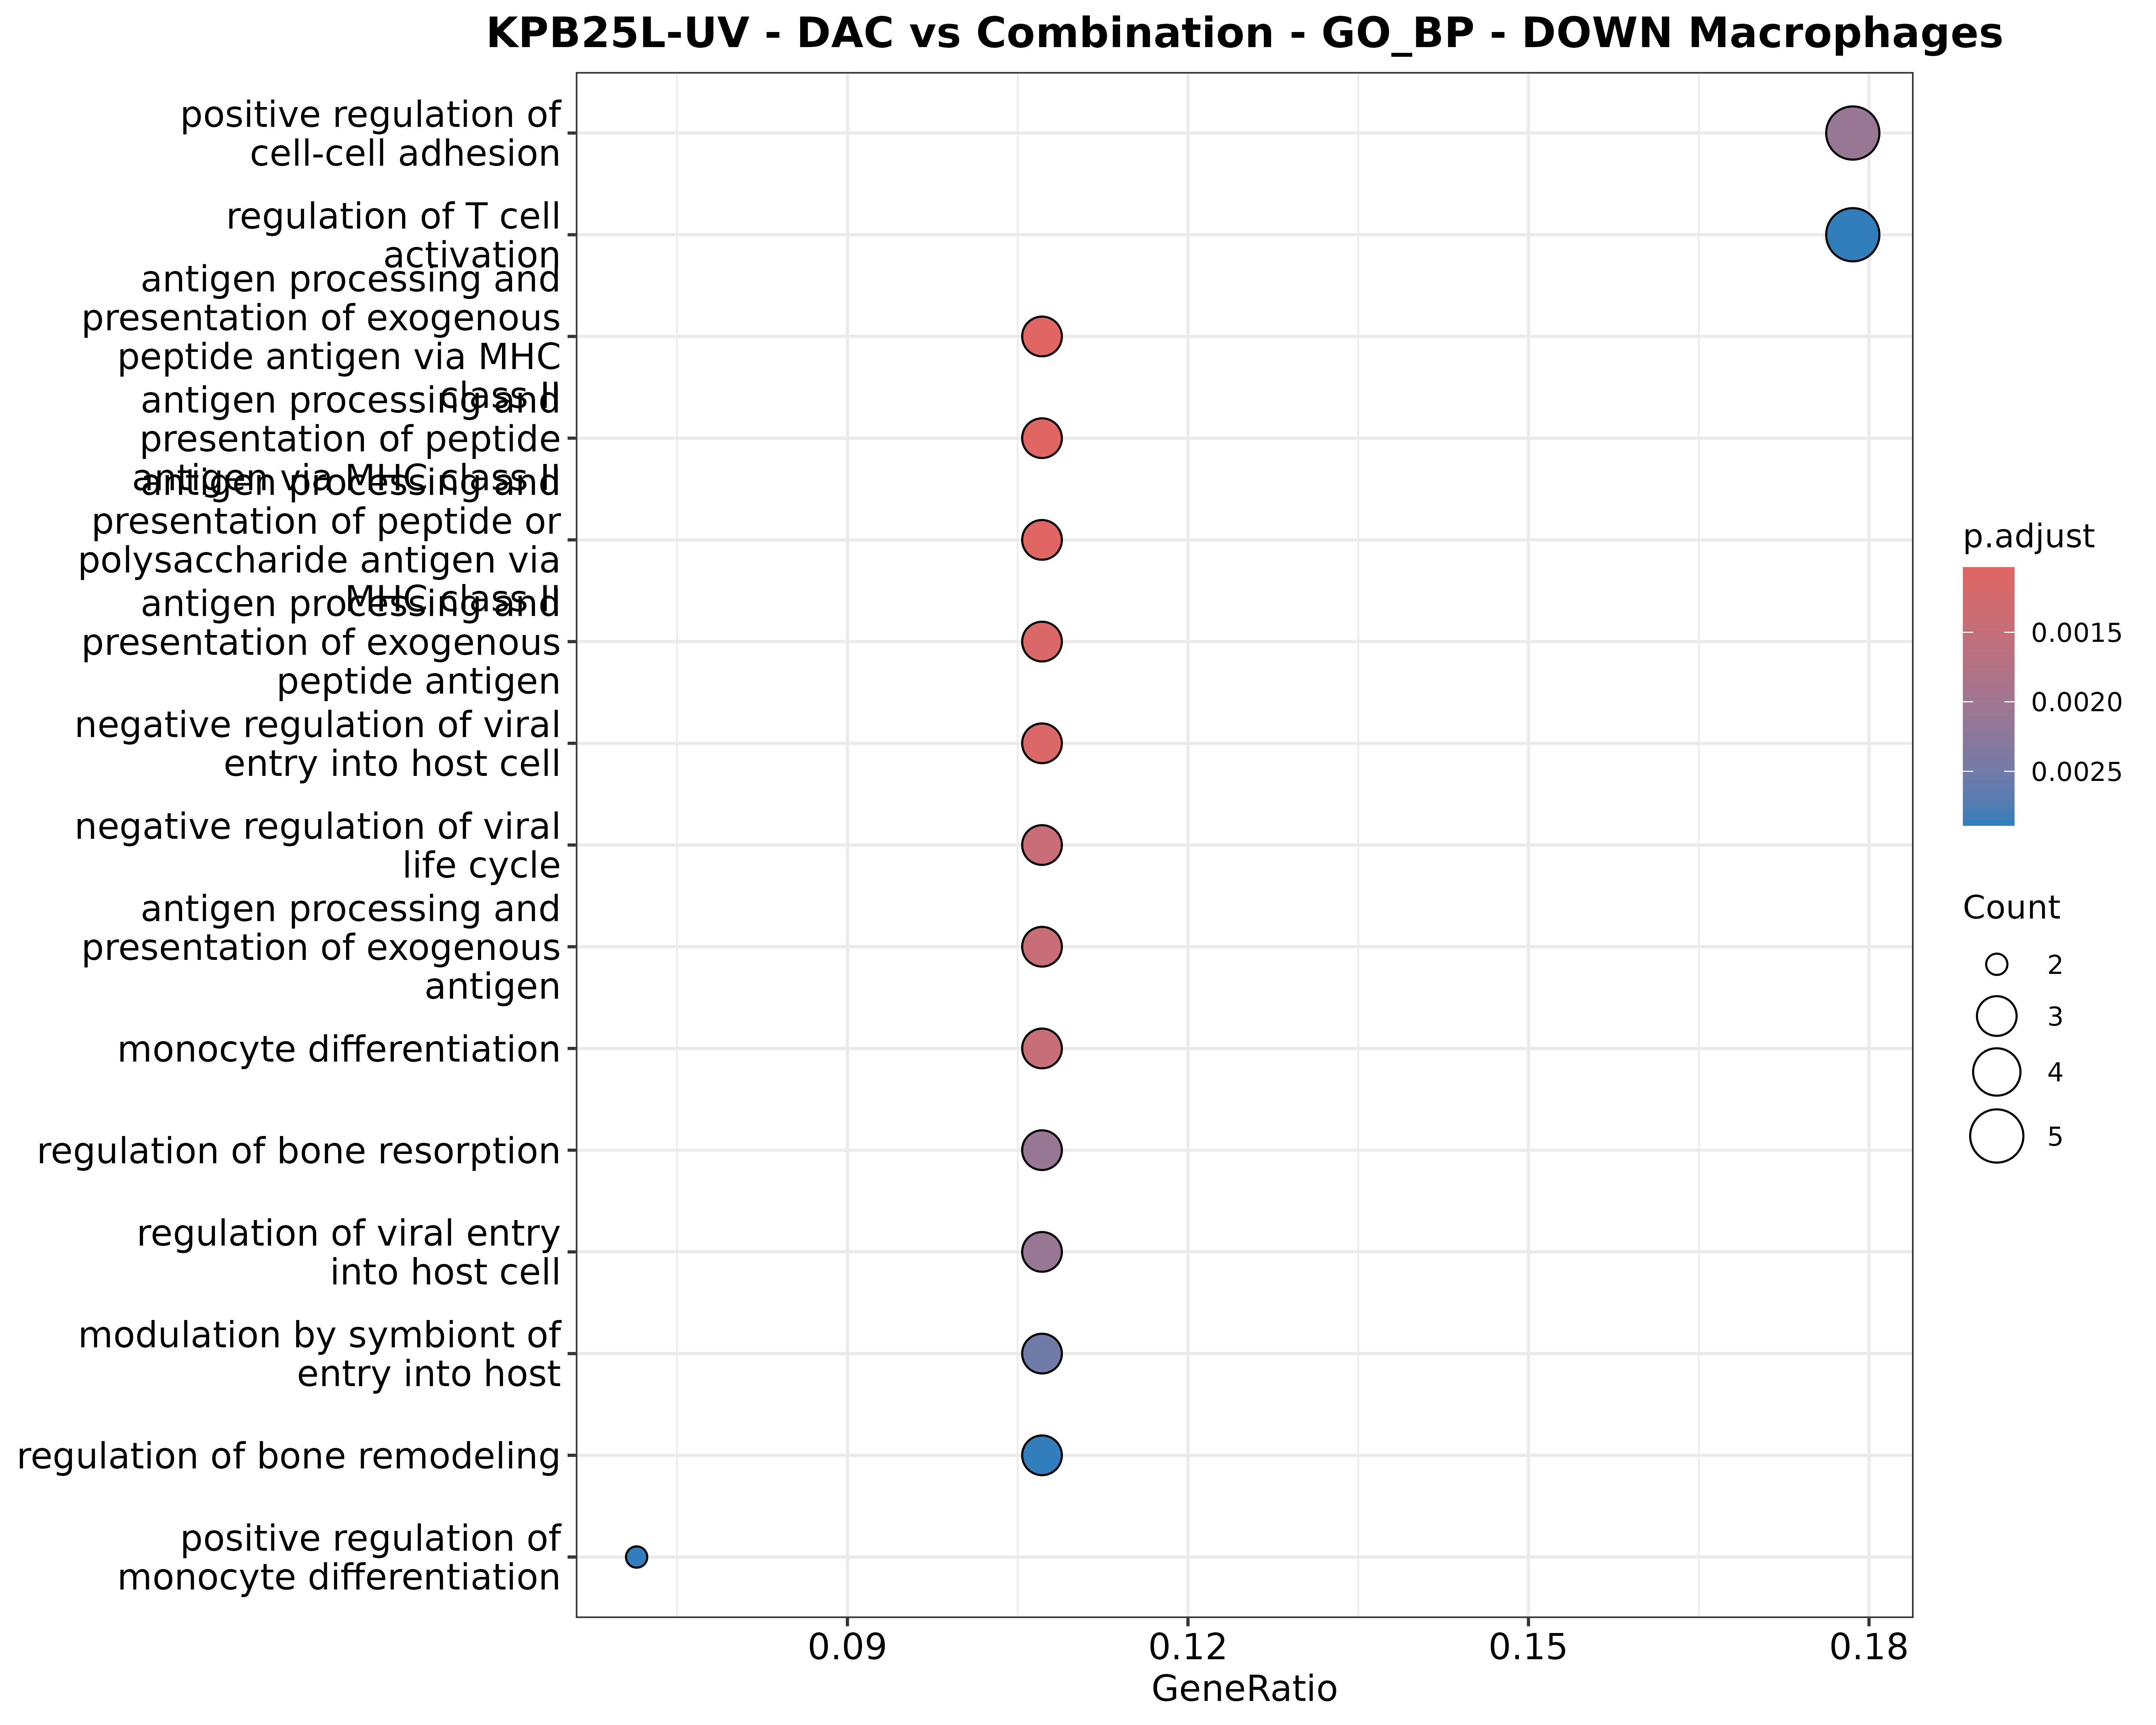 KPB25L-UV - DAC vs Combination - GO_BP - DOWN Macrophages
positive regulation of
cell-cell adhesion
regulation of T cell
activation
antigen processing and
presentation of exogenous
peptide antigen via MHC
class II
antigen processing and
presentation of peptide
antigen via MHC class II
antigen processing and
presentation of peptide or
polysaccharide antigen via
MHC class II
antigen processing and
presentation of exogenous
peptide antigen
negative regulation of viral
entry into host cell
negative regulation of viral
life cycle
antigen processing and
presentation of exogenous
antigen
monocyte differentiation
regulation of bone resorption
regulation of viral entry
into host cell
modulation by symbiont of
entry into host
regulation of bone remodeling
positive regulation of
monocyte differentiation
0.09
0.12
0.15
0.18
GeneRatio
p.adjust
0.0015
0.0020
0.0025
Count
2
3
4
5